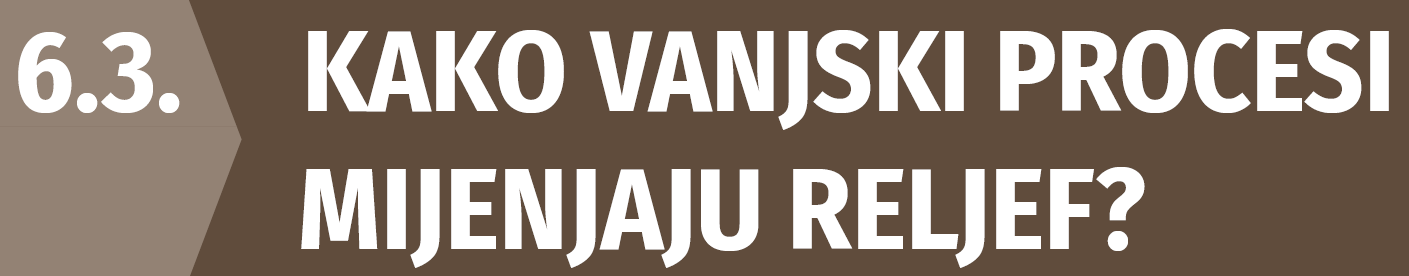 6.3. KAKO VANJSKI PROCESI
MIJENJAJU RELJEF?